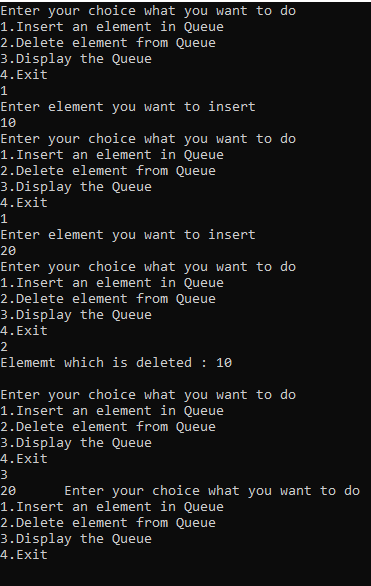 Enter your choice what you want to do
1.Insert an element in Queue
2.Delete element from Queue
3.Display the Queue
4.Exit
1
Enter element you want to insert
10
Enter your choice what you want to do
1.Insert an element in Queue
2.Delete element from Queue
3.Display the Queue
4.Exit
1
Enter element you want to insert
20
Enter your choice what you want to do
1.Insert an element in Queue
2.Delete element from Queue
3.Display the Queue
4.Exit
2
Elememt which is deleted : 10
Enter your choice what you want to do
1.Insert an element in Queue
2.Delete element from Queue
3.Display the Queue
4.Exit
3
20      Enter your choice what you want to do
1.Insert an element in Queue
2.Delete element from Queue
3.Display the Queue
4.Exit